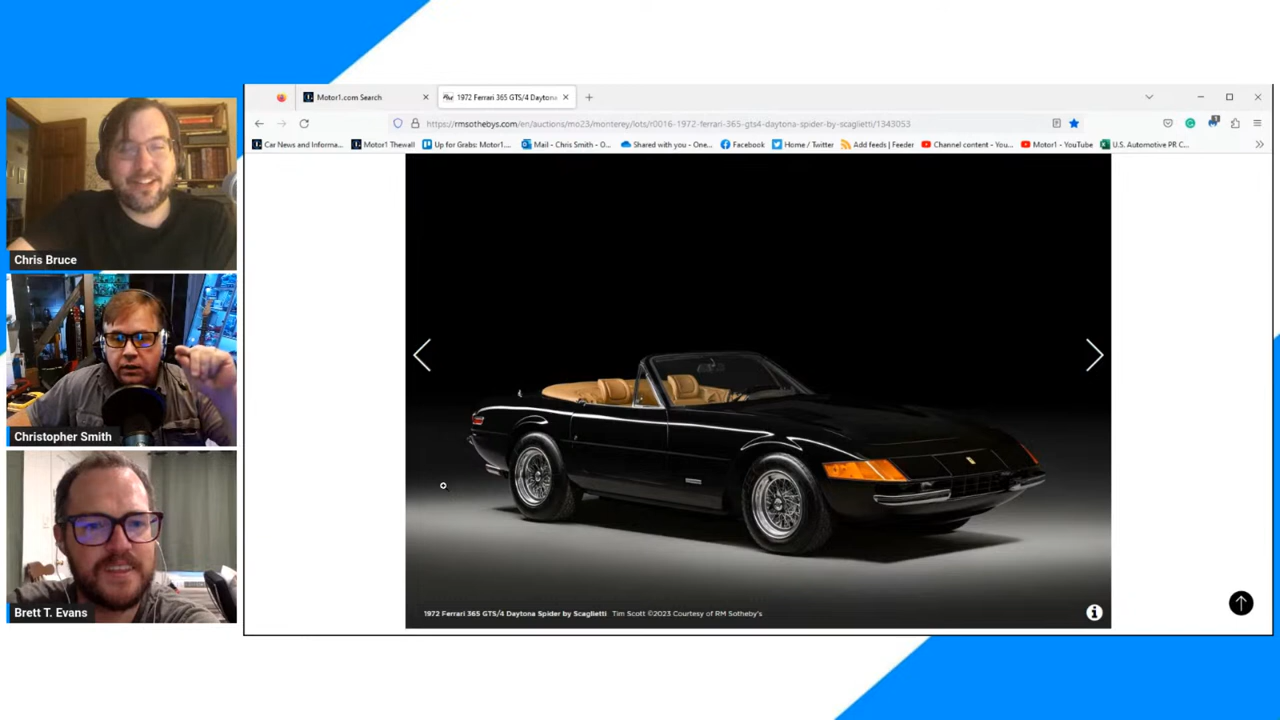 Chris Bruce
Christopher Smith
Brett T. Evans
Motor1.com Search
1972 Ferrari 365 GTS/4 Daytona
https://rmsothebys.com/en/auctions/mo23/monterey/lots/r0016-1972-ferrari-365-gts4-daytona-spider-by-scaglietti/1343053
Car News and Informa... Motor1 Thewall Up for Grabs: Motor1.... Mail - Chris Smith - O... Shared with you - One... Facebook Home / Twitter Add feeds | Feeder Channel content - You... Motor1 - YouTube U.S. Automotive PR C...
1972 Ferrari 365 GTS/4 Daytona Spider by Scaglietti Tim Scott ©2023 Courtesy of RM Sotheby's